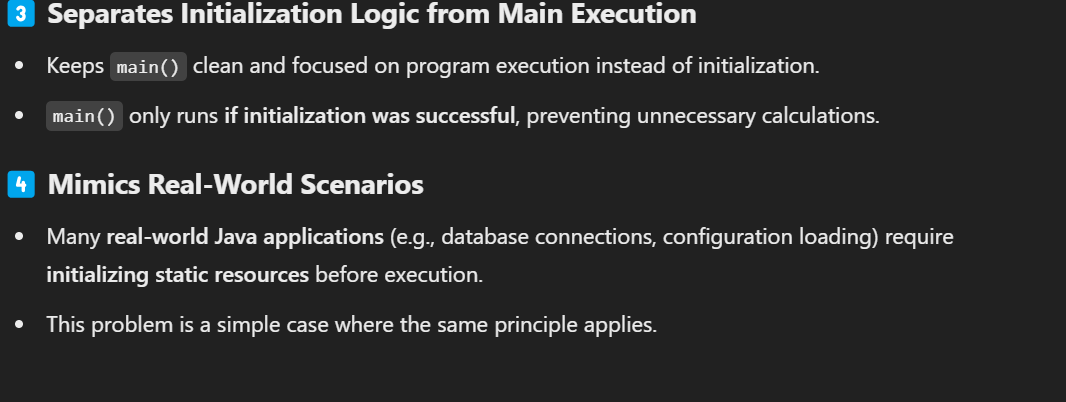 3 Separates Initialization Logic from Main Execution
• Keeps main() clean and focused on program execution instead of initialization.
• main() only runs if initialization was successful, preventing unnecessary calculations.
4 Mimics Real-World Scenarios
• Many real-world Java applications (e.g., database connections, configuration loading) require
initializing static resources before execution.
• This problem is a simple case where the same principle applies.